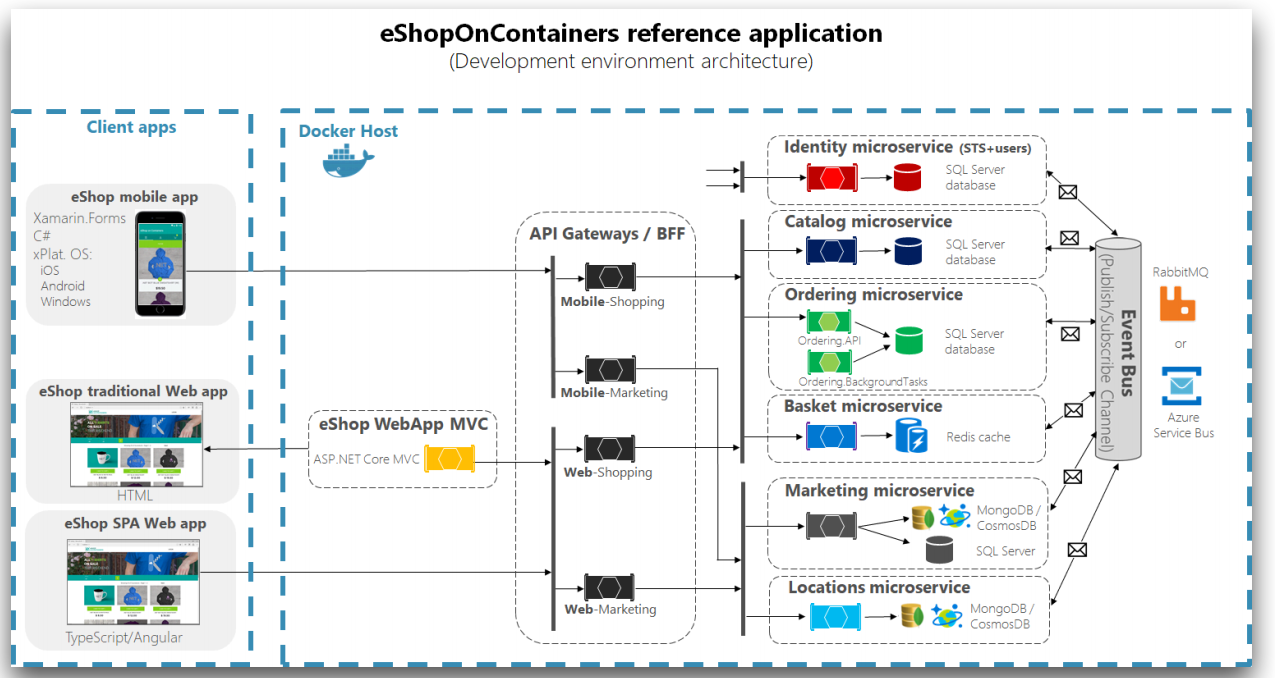 eShopOnContainers reference application
(Development environment architecture)
Client apps
eShop mobile app
Xamarin.Forms
C#
xPlat. OS:
iOS
Android
Windows
eShop traditional Web app
HTML
eShop SPA Web app
TypeScript/Angular
Docker Host
eShop WebApp MVC
ASP.NET Core MVC
API Gateways / BFF
Mobile-Shopping
Mobile-Marketing
Web-Shopping
Web-Marketing
Identity microservice (STS+users)
SQL Server
database
Catalog microservice
SQL Server
database
Ordering microservice
Ordering.API
SQL Server
database
Ordering.BackgroundTasks
Basket microservice
Redis cache
Marketing microservice
MongoDB /
CosmosDB
SQL Server
Locations microservice
MongoDB /
CosmosDB
Event Bus
(Publish/Subscribe Channel)
RabbitMQ
or
Azure
Service Bus